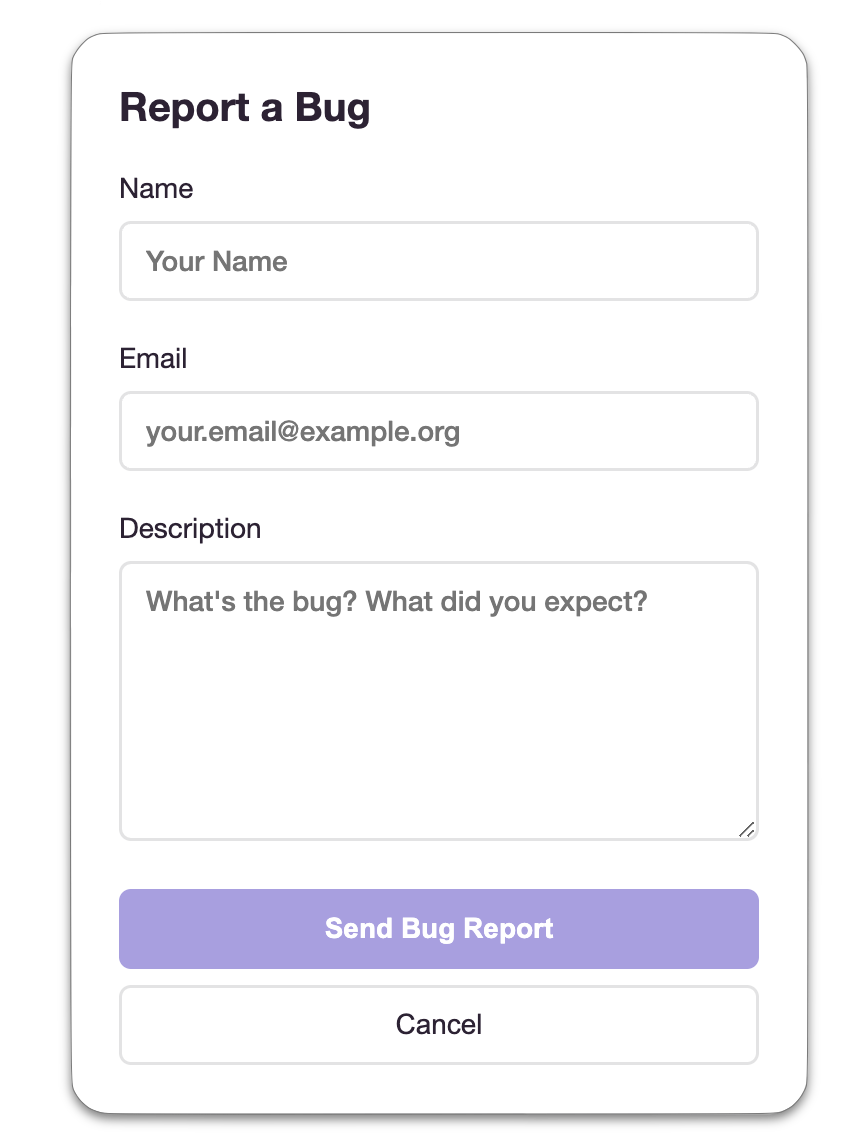 Report a Bug
Name
Your Name
Email
your.email@example.org
Description
What's the bug? What did you expect?
Send Bug Report
Cancel